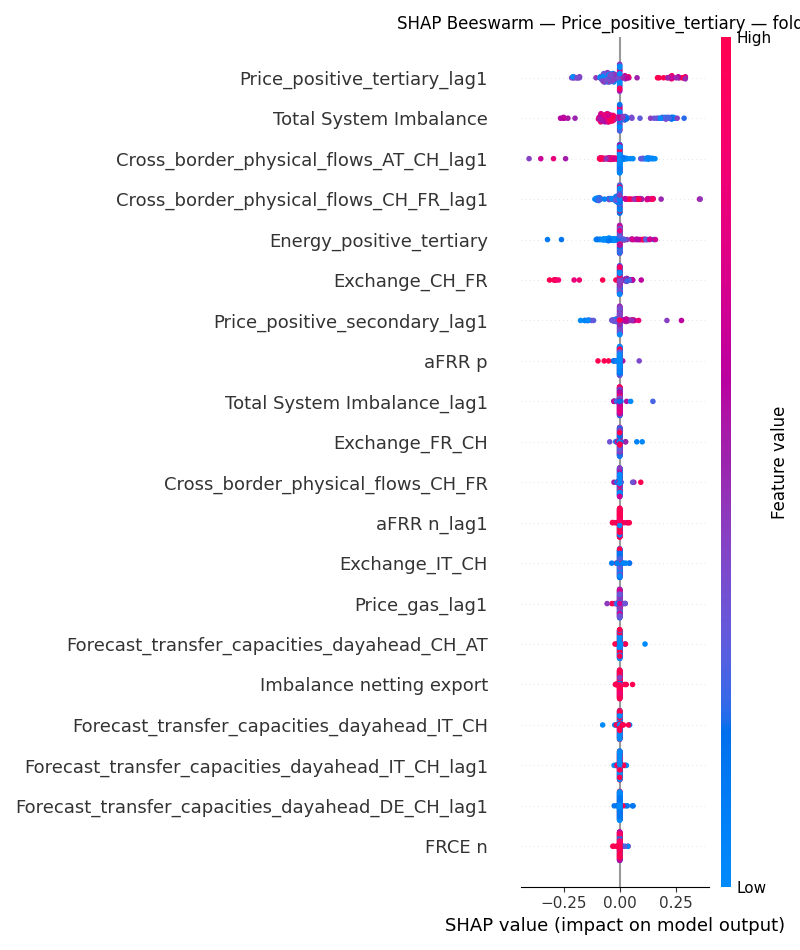 SHAP Beeswarm — Price_positive_tertiary — fold
High
Price_positive_tertiary_lag1
Total System Imbalance
Cross_border_physical_flows_AT_CH_lag1
Cross_border_physical_flows_CH_FR_lag1
Energy_positive_tertiary
Exchange_CH_FR
Price_positive_secondary_lag1
aFRR p
Total System Imbalance_lag1
Exchange_FR_CH
Cross_border_physical_flows_CH_FR
aFRR n_lag1
Exchange_IT_CH
Price_gas_lag1
Forecast_transfer_capacities_dayahead_CH_AT
Imbalance netting export
Forecast_transfer_capacities_dayahead_IT_CH
Forecast_transfer_capacities_dayahead_IT_CH_lag1
Forecast_transfer_capacities_dayahead_DE_CH_lag1
FRCE n
Feature value
Low
−0.25 0.00 0.25
SHAP value (impact on model output)